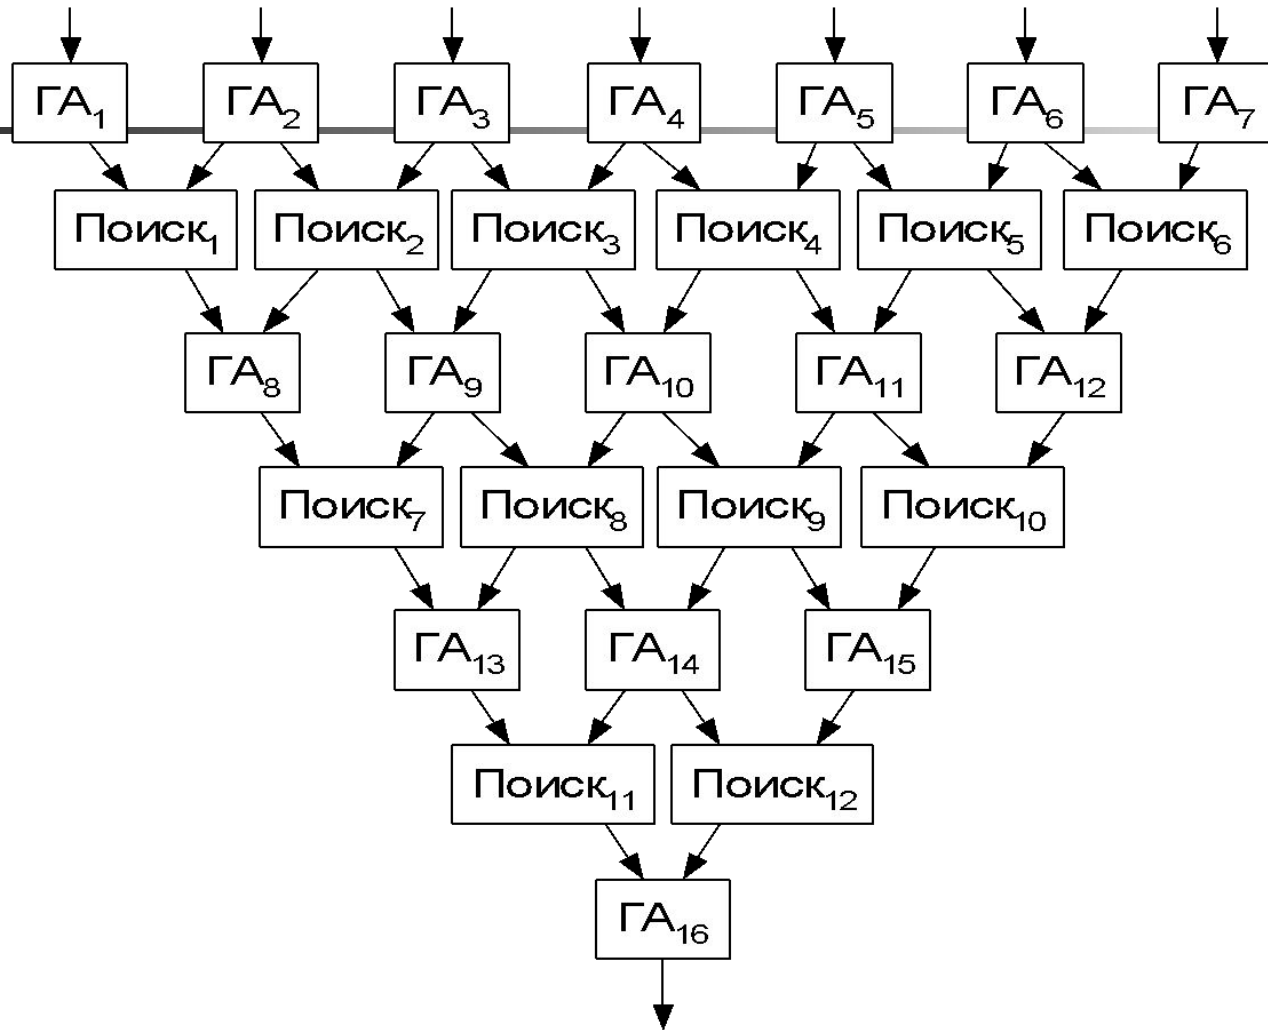 ГА1 ГА2 ГА3 ГА4 ГА5 ГА6 ГА7
Поиск1 Поиск2 Поиск3 Поиск4 Поиск5 Поиск6
ГА8 ГА9 ГА10 ГА11 ГА12
Поиск7 Поиск8 Поиск9 Поиск10
ГА13 ГА14 ГА15
Поиск11 Поиск12
ГА16